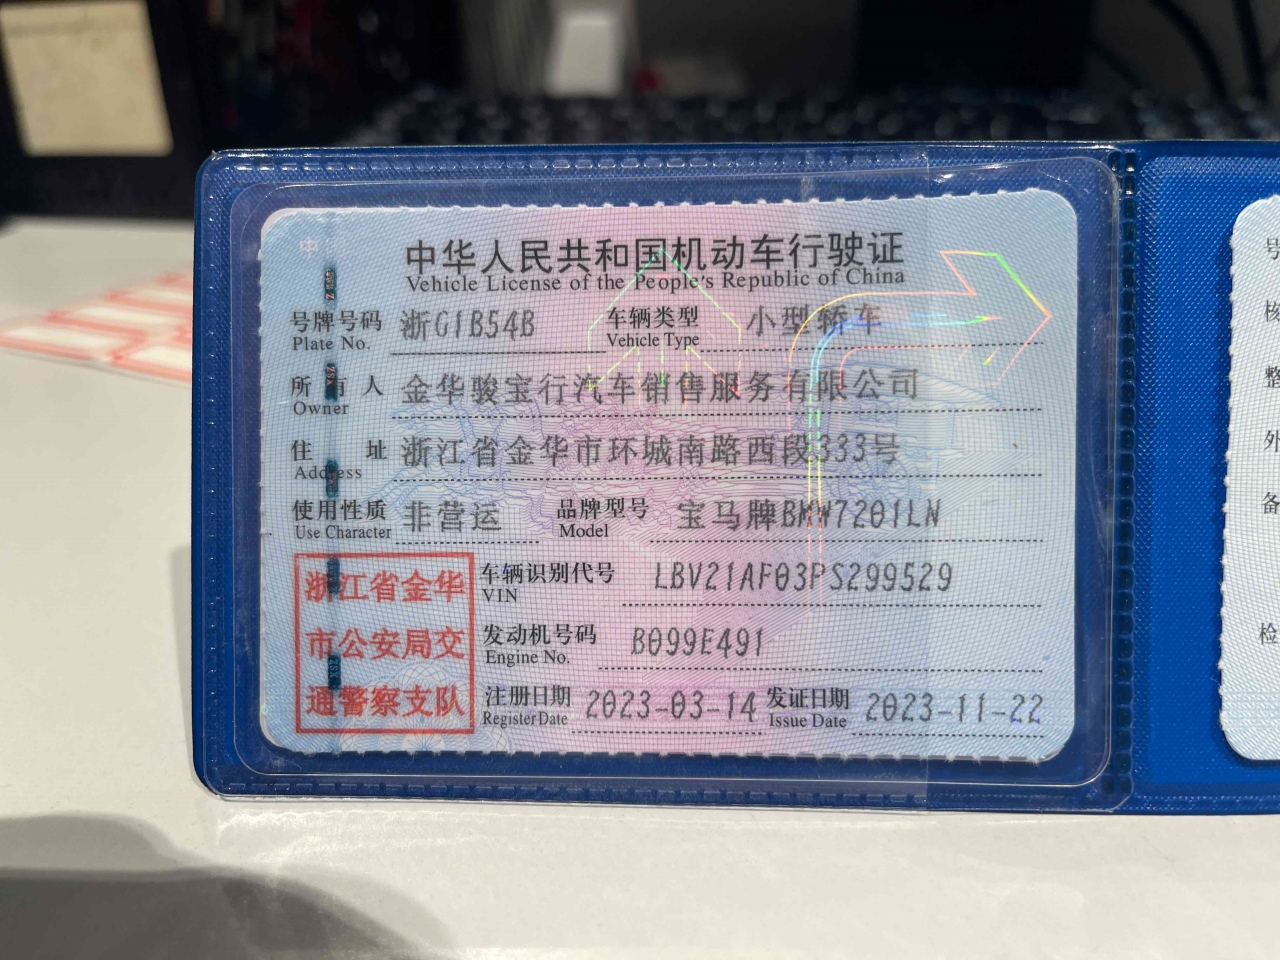 中华人民共和国机动车行驶证
Vehicle License of the People's Republic of China
号牌号码 浙G1B54B 车辆类型 小型轿车
Plate No. Vehicle Type
所有人 金华骏宝行汽车销售服务有限公司
Owner
住址 浙江省金华市环城南路西段333号
Address
使用性质 非营运 品牌型号 宝马牌BMW7201LN
Use Character Model
浙江省金华
市公安局交
通警察支队
车辆识别代号 LBV21AF03PS299529
VIN
发动机号码 B099E491
Engine No.
注册日期 2023-03-14 发证日期 2023-11-22
Register Date Issue Date
号
核
整
外
备
检